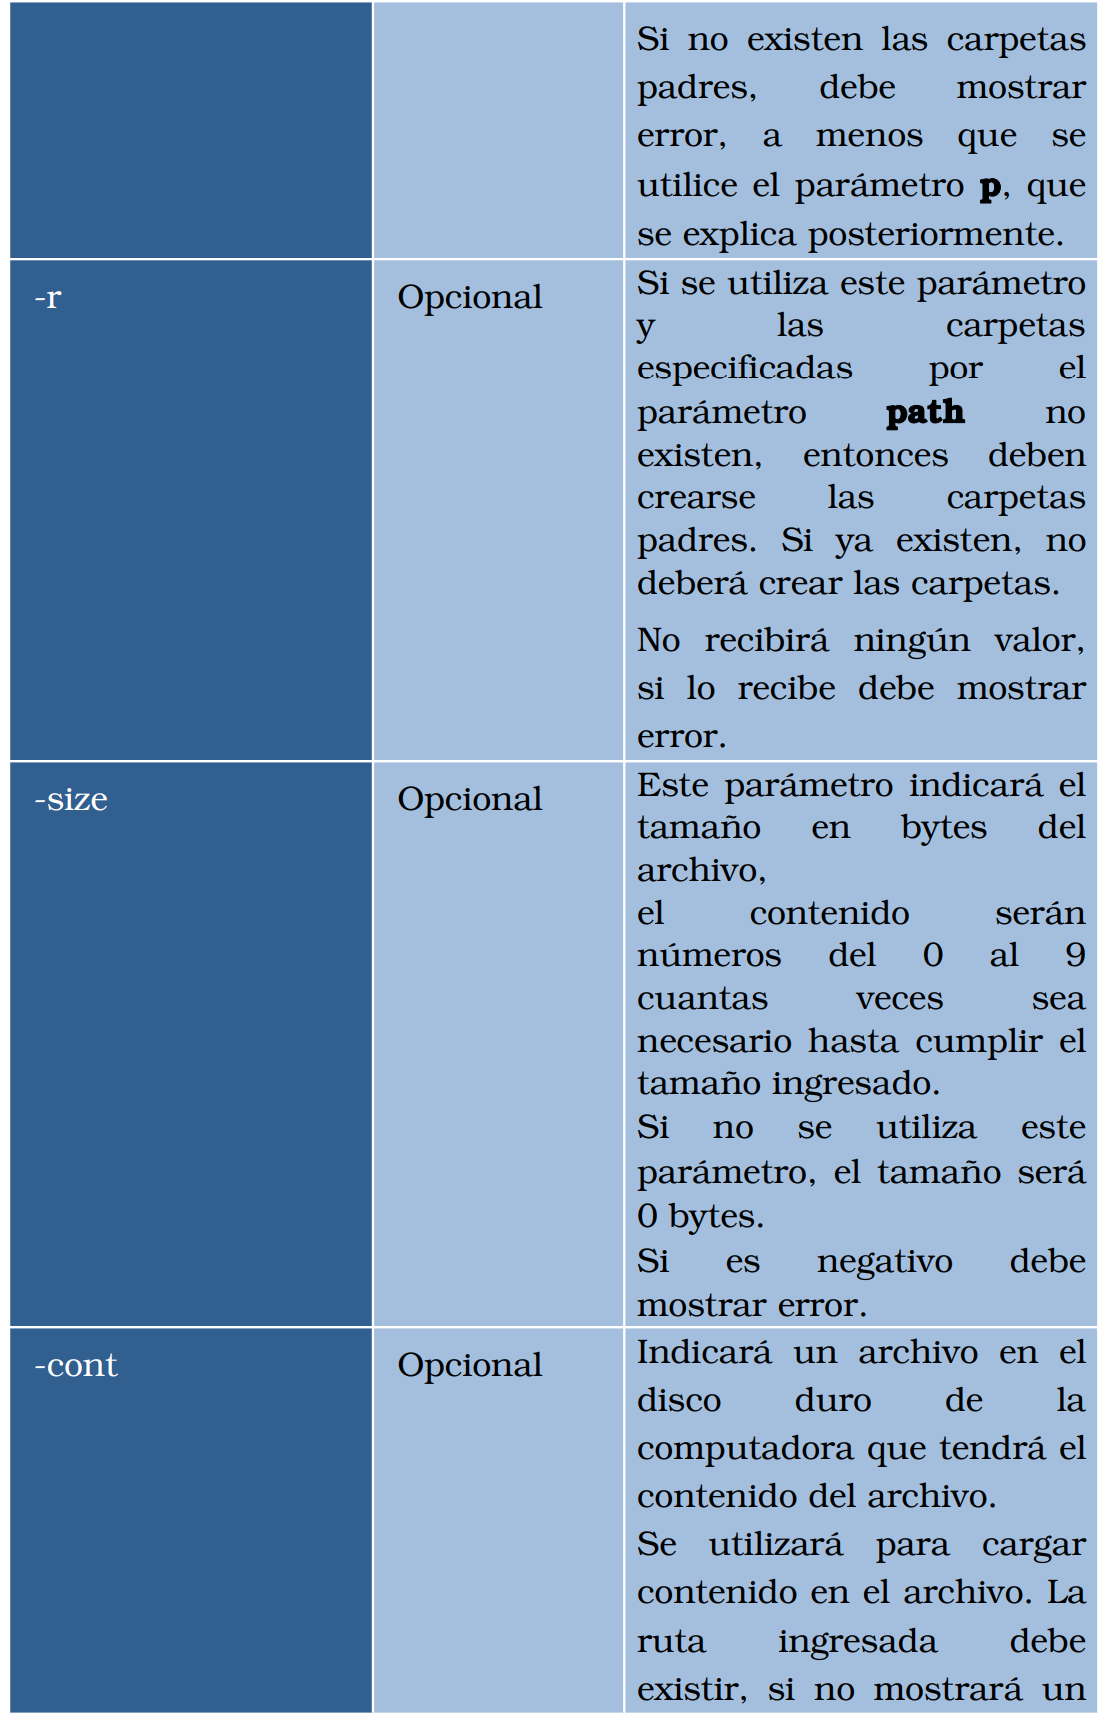 Si no existen las carpetas
padres, debe mostrar
error, a menos que se
utilice el parámetro p, que
se explica posteriormente.
-r
Opcional
Si se utiliza este parámetro
y las carpetas
especificadas por el
parámetro path no
existen, entonces deben
crearse las carpetas
padres. Si ya existen, no
deberá crear las carpetas.
No recibirá ningún valor,
si lo recibe debe mostrar
error.
-size
Opcional
Este parámetro indicará el
tamaño en bytes del
archivo,
el contenido serán
números del 0 al 9
cuantas veces sea
necesario hasta cumplir el
tamaño ingresado.
Si no se utiliza este
parámetro, el tamaño será
0 bytes.
Si es negativo debe
mostrar error.
-cont
Opcional
Indicará un archivo en el
disco duro de la
computadora que tendrá el
contenido del archivo.
Se utilizará para cargar
contenido en el archivo. La
ruta ingresada debe
existir, si no mostrará un